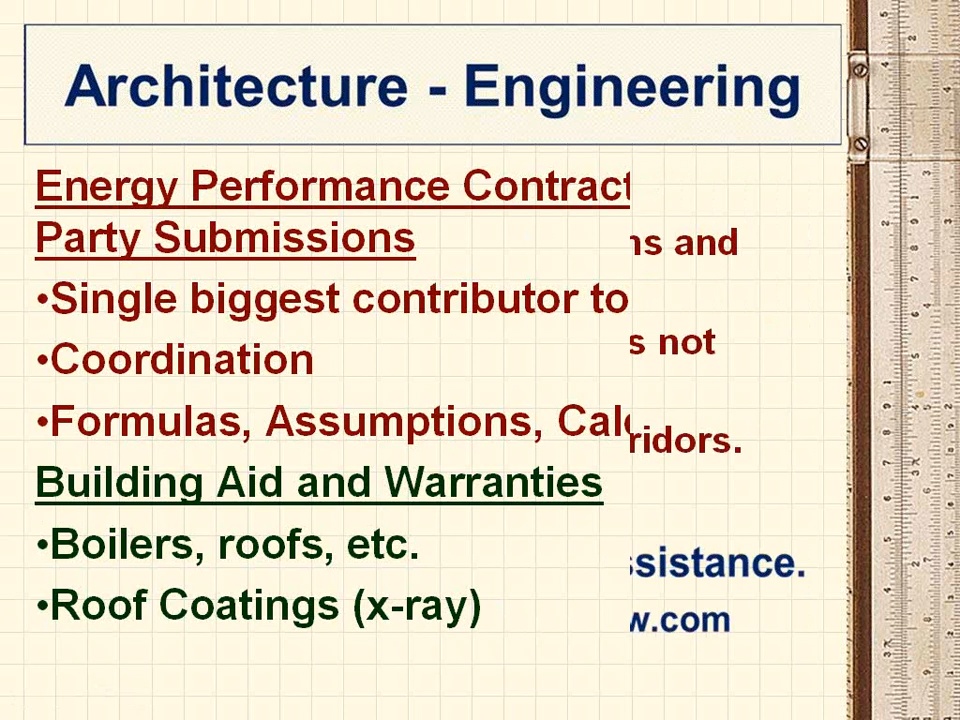 Architecture - Engineering
Energy Performance Contract
Party Submissions
ns and
•Single biggest contributor to
s not
•Coordination
•Formulas, Assumptions, Calc
ridors.
Building Aid and Warranties
•Boilers, roofs, etc.
ssistance.
•Roof Coatings (x-ray)
w.com